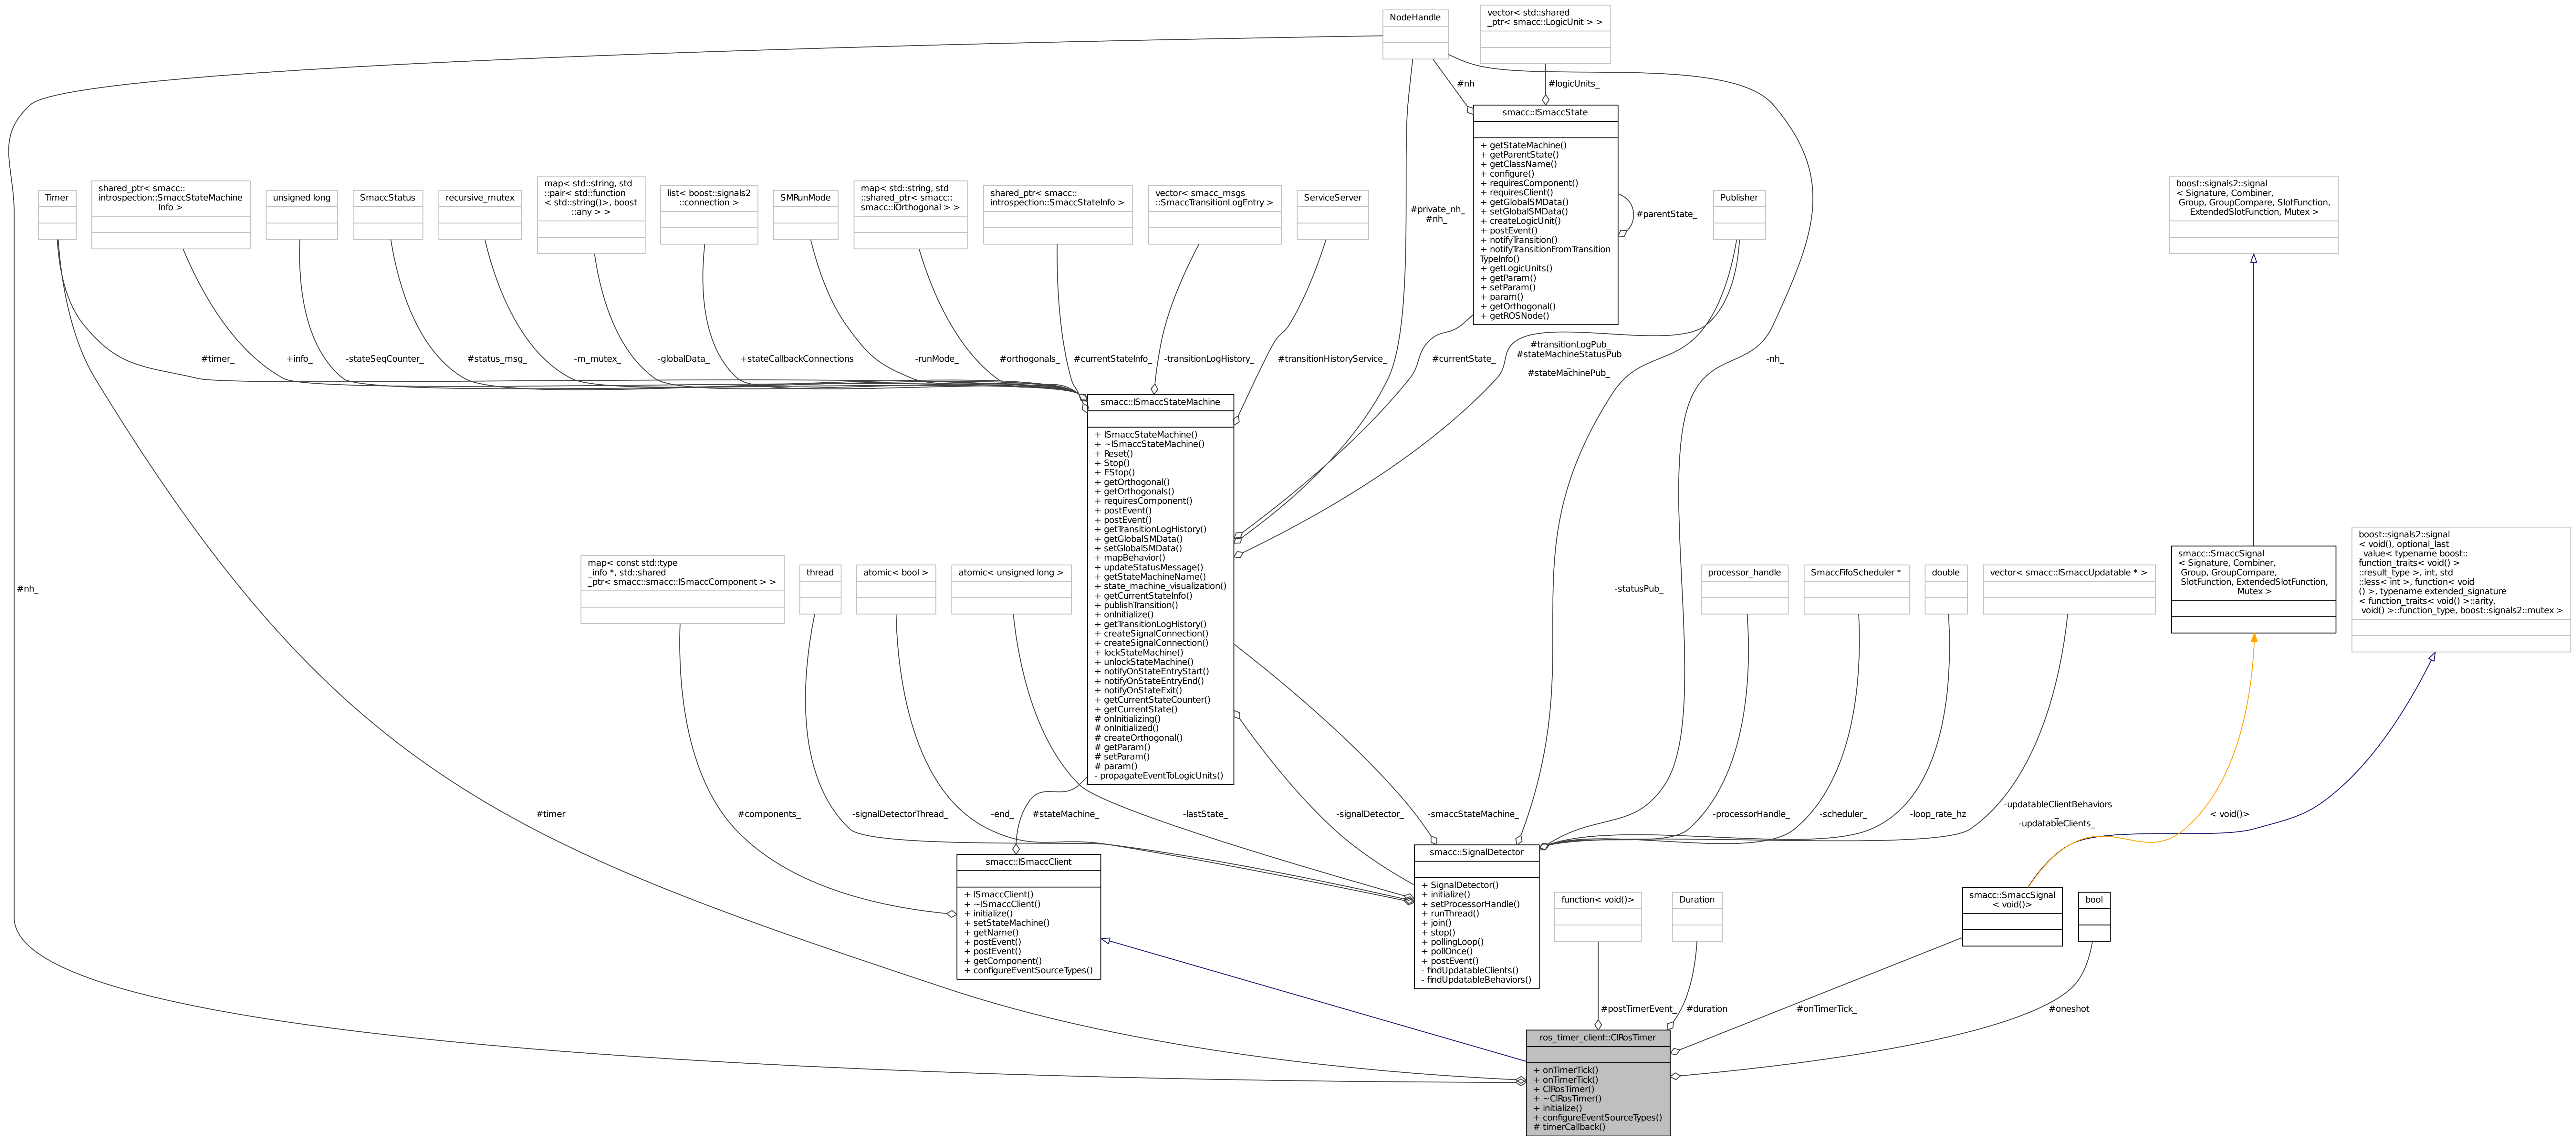 NodeHandle
vector< std::shared
_ptr< smacc::LogicUnit > >
#nh
#logicUnits_
smacc::ISmaccState
+ getStateMachine()
+ getParentState()
+ getClassName()
+ configure()
+ requiresComponent()
+ requiresClient()
+ getGlobalSMData()
+ setGlobalSMData()
+ createLogicUnit()
+ postEvent()
+ notifyTransition()
+ notifyTransitionFromTransition
TypeInfo()
+ getLogicUnits()
+ getParam()
+ setParam()
+ param()
+ getOrthogonal()
+ getROSNode()
#parentState_
Timer
shared_ptr< smacc::
introspection::SmaccStateMachine
Info >
unsigned long
SmaccStatus
recursive_mutex
map< std::string, std
::pair< std::function
< std::string()>, boost
::any > >
list< boost::signals2
::connection >
SMRunMode
map< std::string, std
::shared_ptr< smacc::
smacc::IOrthogonal > >
shared_ptr< smacc::
introspection::SmaccStateInfo >
vector< smacc_msgs
::SmaccTransitionLogEntry >
ServiceServer
#private_nh_
#nh_
Publisher
boost::signals2::signal
< Signature, Combiner,
Group, GroupCompare, SlotFunction,
ExtendedSlotFunction, Mutex >
#timer_
+info_
-stateSeqCounter_
#status_msg_
-m_mutex_
-globalData_
+stateCallbackConnections
-runMode_
#orthogonals_
#currentStateInfo_
-transitionLogHistory_
#transitionHistoryService_
#currentState_
#transitionLogPub_
#stateMachineStatusPub
_
#stateMachinePub_
-nh_
smacc::ISmaccStateMachine
+ ISmaccStateMachine()
+ ~ISmaccStateMachine()
+ Reset()
+ Stop()
+ EStop()
+ getOrthogonal()
+ getOrthogonals()
+ requiresComponent()
+ postEvent()
+ postEvent()
+ getTransitionLogHistory()
+ getGlobalSMData()
+ setGlobalSMData()
+ mapBehavior()
+ updateStatusMessage()
+ getStateMachineName()
+ state_machine_visualization()
+ getCurrentStateInfo()
+ publishTransition()
+ onInitialize()
+ getTransitionLogHistory()
+ createSignalConnection()
+ createSignalConnection()
+ lockStateMachine()
+ unlockStateMachine()
+ notifyOnStateEntryStart()
+ notifyOnStateEntryEnd()
+ notifyOnStateExit()
+ getCurrentStateCounter()
+ getCurrentState()
# onInitializing()
# onInitialized()
# createOrthogonal()
# getParam()
# setParam()
# param()
- propagateEventToLogicUnits()
#nh_
map< const std::type
_info *, std::shared
_ptr< smacc::smacc::ISmaccComponent > >
thread
atomic< bool >
atomic< unsigned long >
-statusPub_
processor_handle
SmaccFifoScheduler *
double
vector< smacc::ISmaccUpdatable * >
smacc::SmaccSignal
< Signature, Combiner,
Group, GroupCompare,
SlotFunction, ExtendedSlotFunction,
Mutex >
boost::signals2::signal
< void(), optional_last
_value< typename boost::
function_traits< void() >
::result_type >, int, std
::less< int >, function< void
() >, typename extended_signature
< function_traits< void() >::arity,
void() >::function_type, boost::signals2::mutex >
#timer
#components_
-signalDetectorThread_
-end_
#stateMachine_
-lastState_
-signalDetector_
-smaccStateMachine_
-processorHandle_
-scheduler_
-loop_rate_hz
-updatableClientBehaviors
_
-updatableClients_
< void()>
smacc::ISmaccClient
+ ISmaccClient()
+ ~ISmaccClient()
+ initialize()
+ setStateMachine()
+ getName()
+ postEvent()
+ postEvent()
+ getComponent()
+ configureEventSourceTypes()
smacc::SignalDetector
+ SignalDetector()
+ initialize()
+ setProcessorHandle()
+ runThread()
+ join()
+ stop()
+ pollingLoop()
+ pollOnce()
+ postEvent()
- findUpdatableClients()
- findUpdatableBehaviors()
function< void()>
Duration
smacc::SmaccSignal
< void()>
bool
#postTimerEvent_
#duration
#onTimerTick_
#oneshot
ros_timer_client::ClRosTimer
+ onTimerTick()
+ onTimerTick()
+ ClRosTimer()
+ ~ClRosTimer()
+ initialize()
+ configureEventSourceTypes()
# timerCallback()